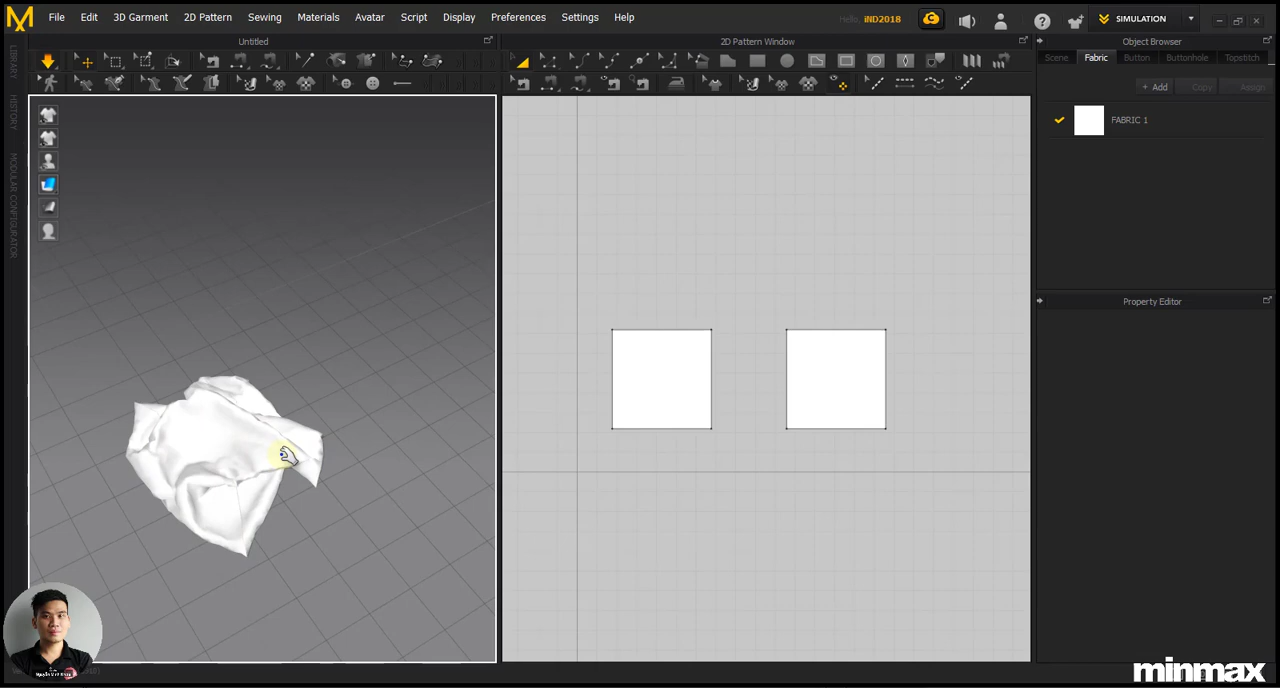 File Edit 3D Garment 2D Pattern Sewing Materials Avatar Script Display Preferences Settings Help
Hello, iND2018
SIMULATION
Untitled
2D Pattern Window
Object Browser
Scene Fabric Button Buttonhole Topstitch
+ Add Copy Assign
FABRIC 1
Property Editor
LIBRARY
HISTORY
MODULAR CONFIGURATOR
minmax